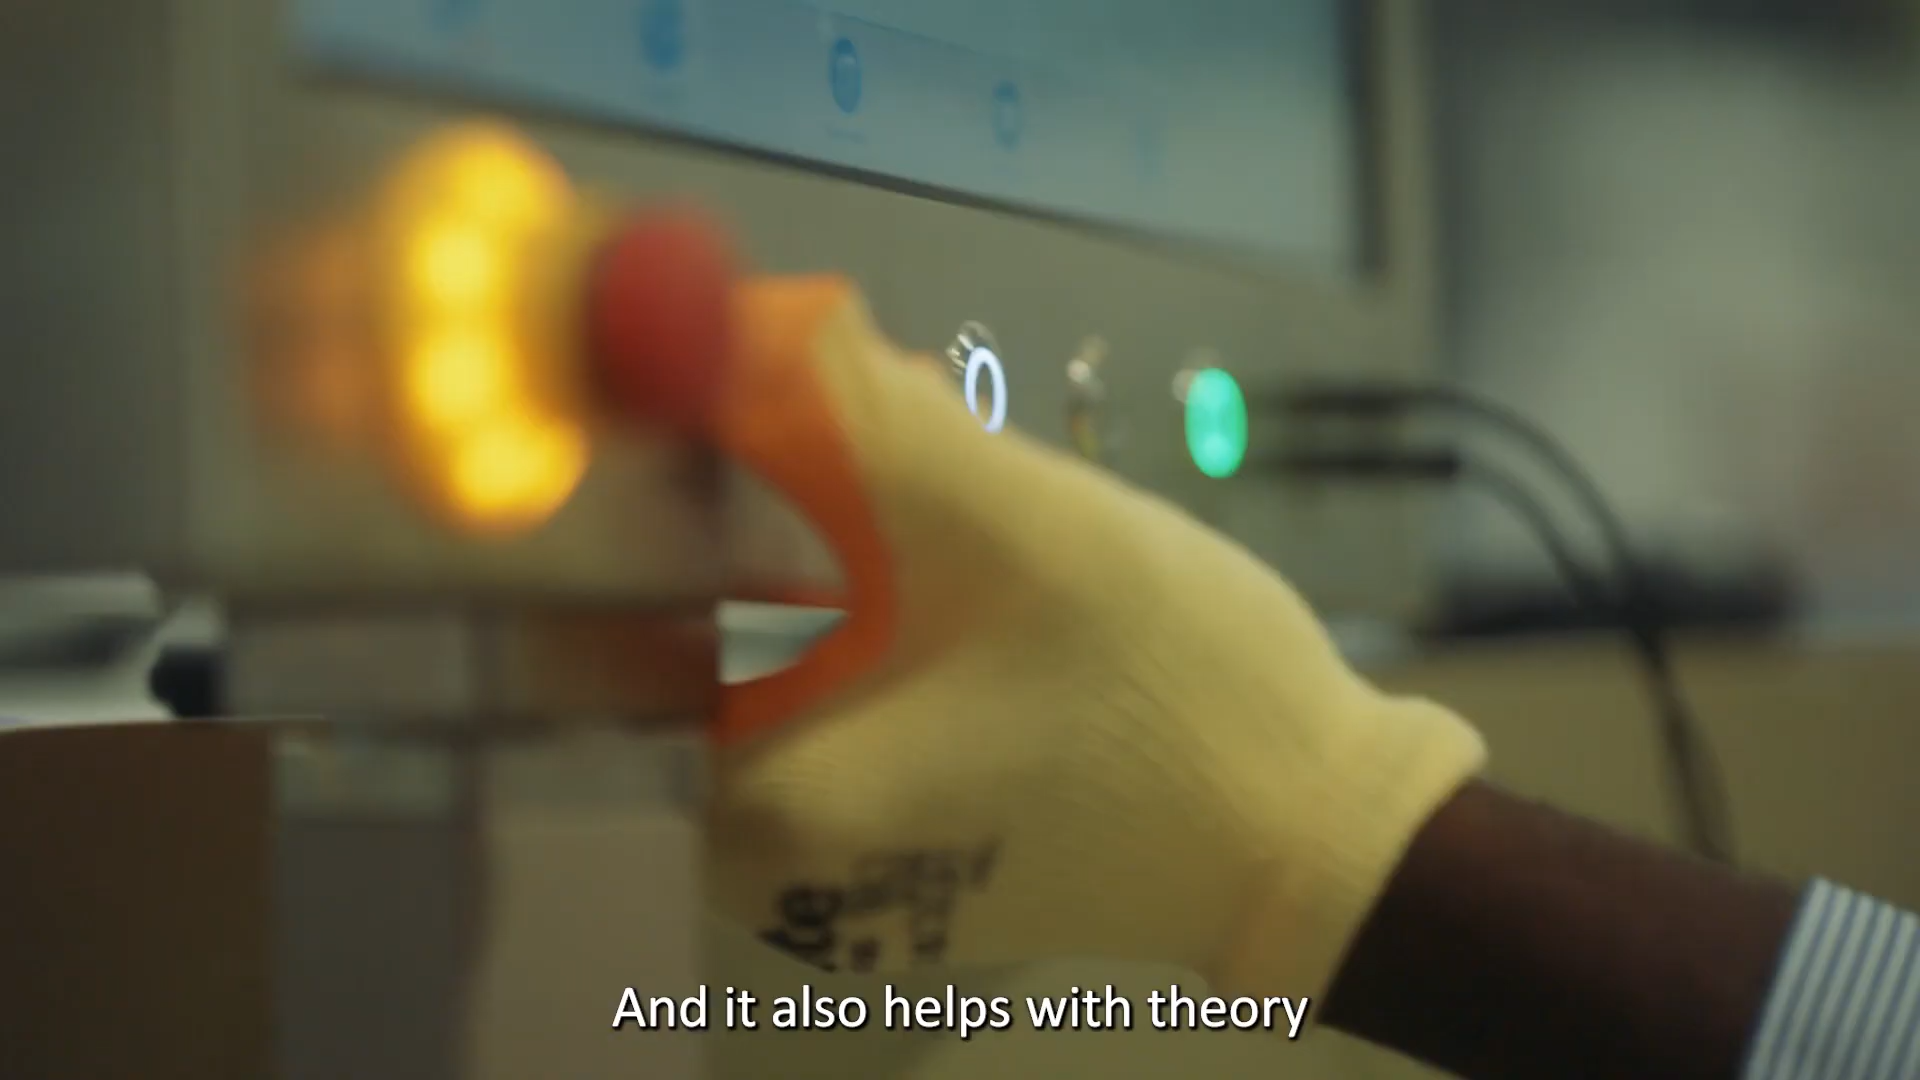 And it also helps with theory